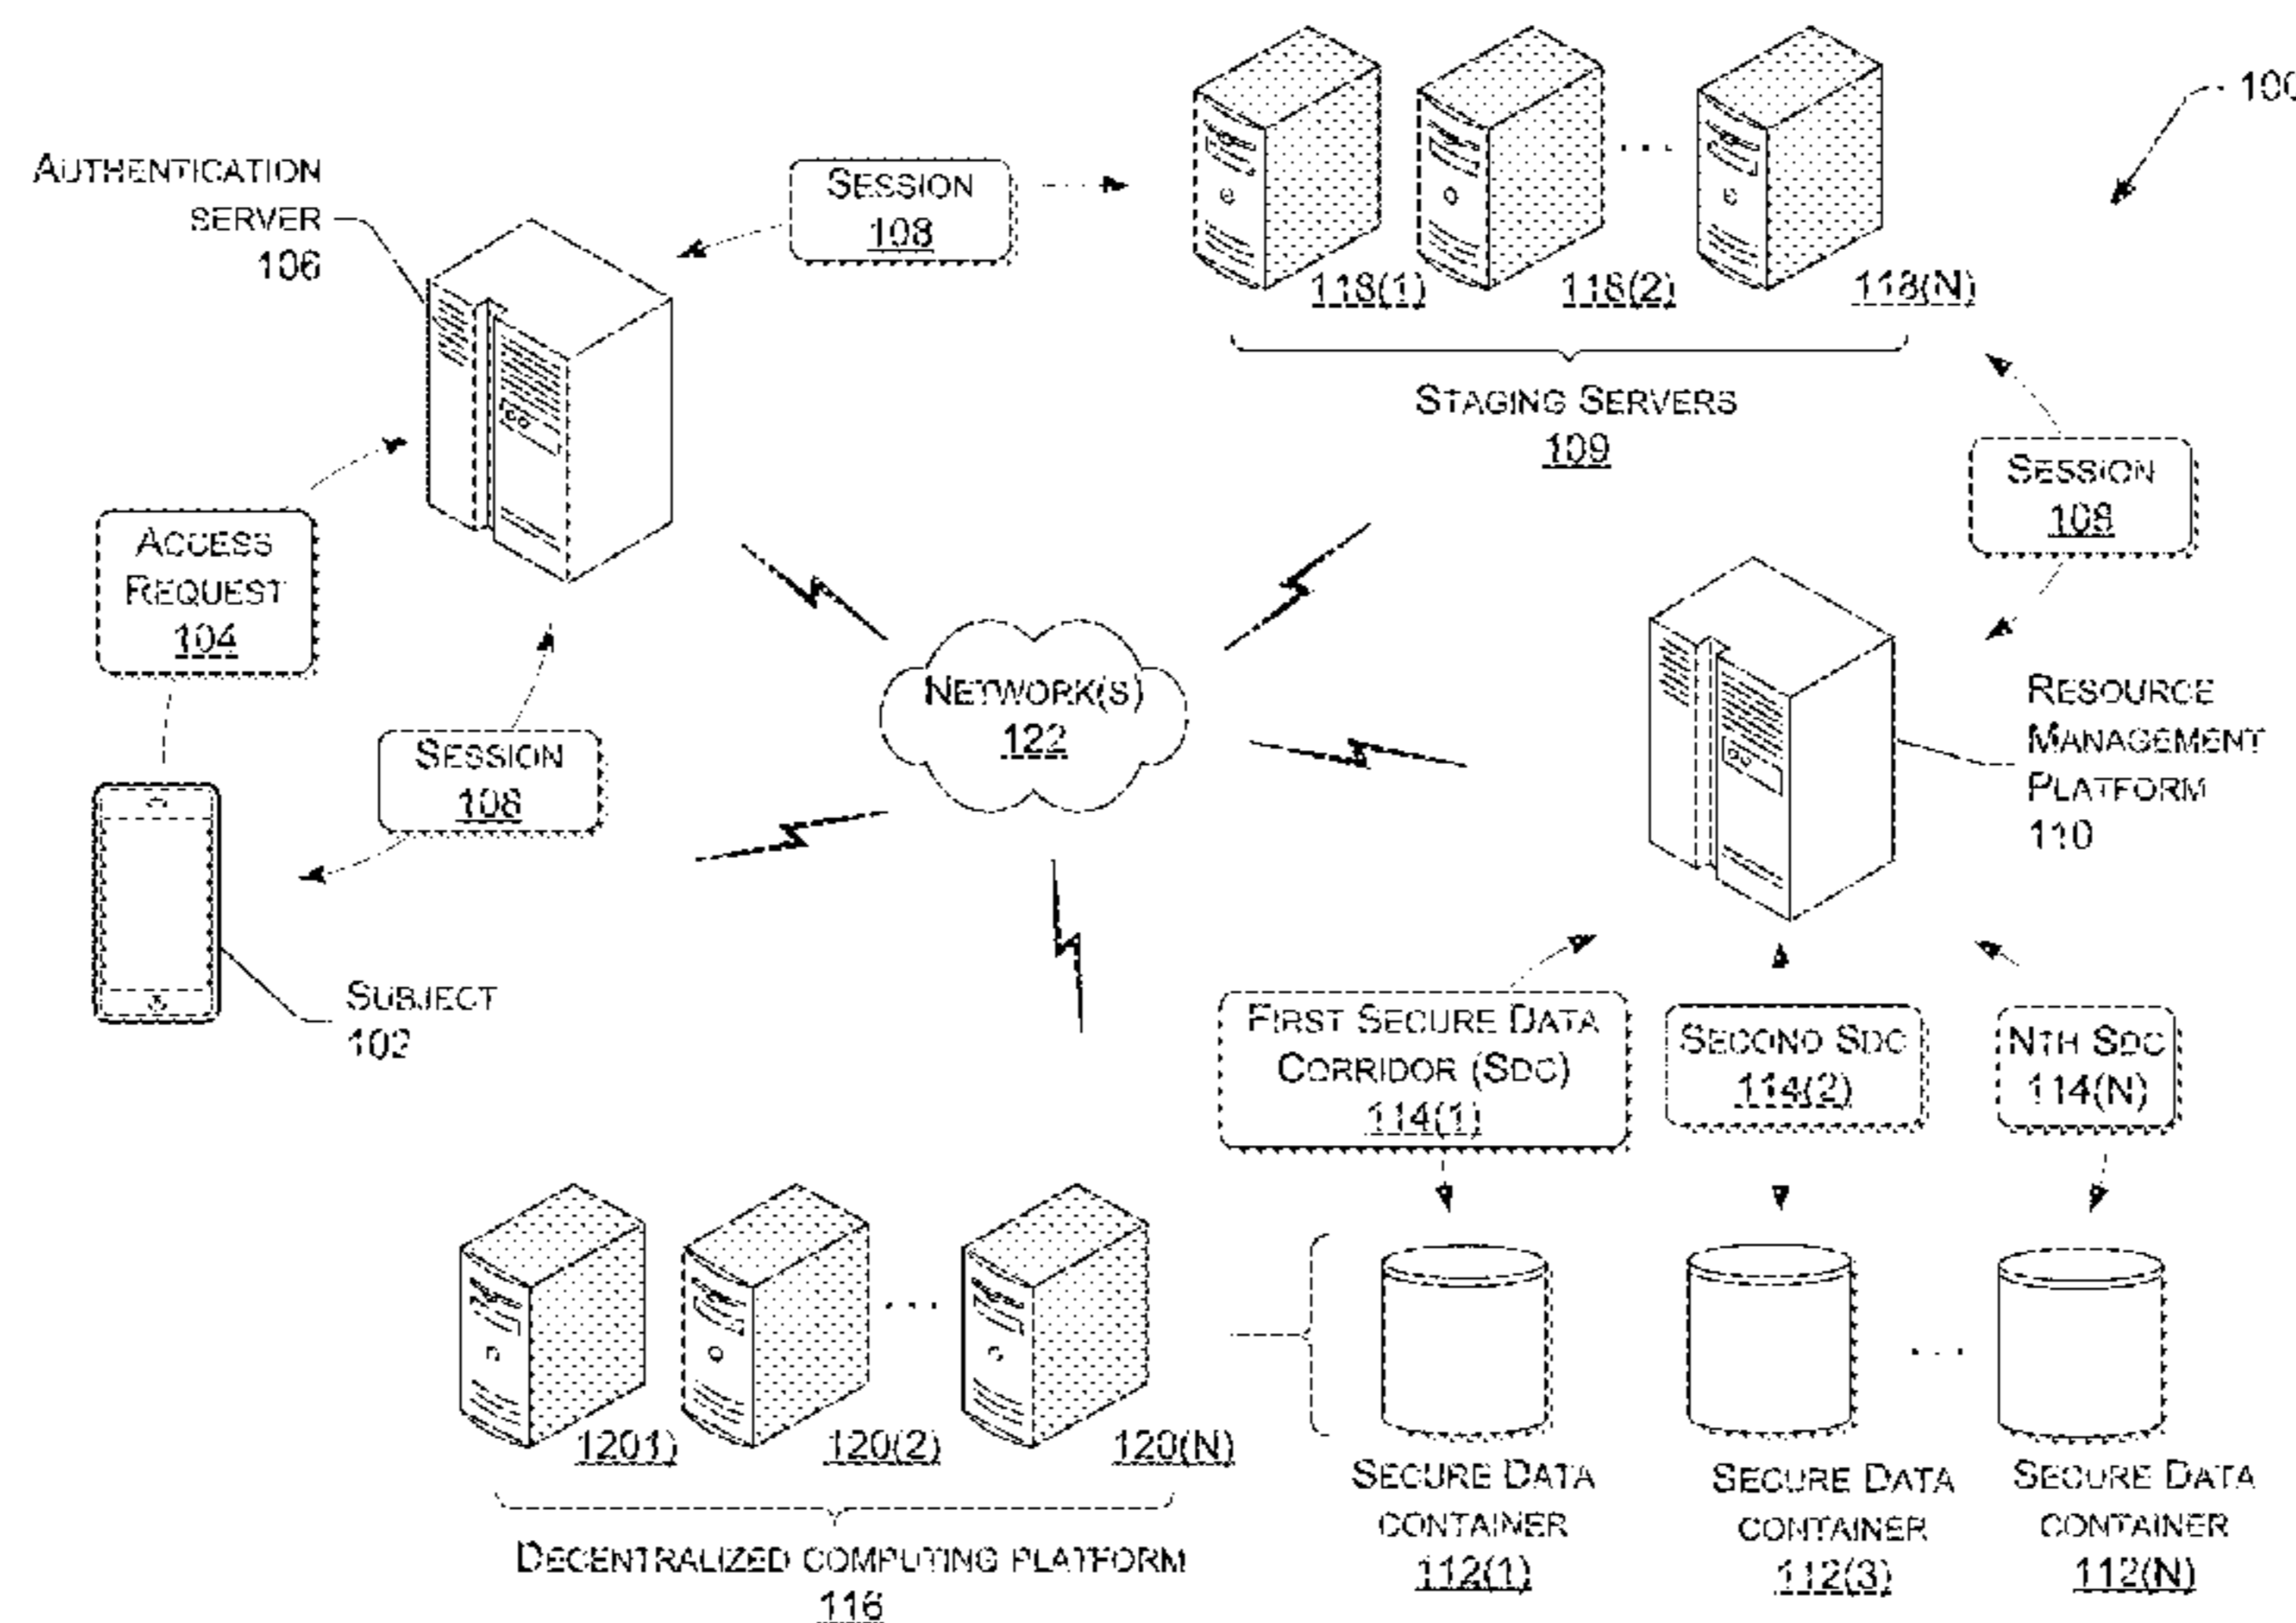 100
AUTHENTICATION
SERVER
106
SESSION
108
118(1)
118(2)
118(N)
STAGING SERVERS
109
SESSION
108
ACCESS
REQUEST
104
NETWORK(S)
122
RESOURCE
MANAGEMENT
PLATFORM
110
SESSION
108
SUBJECT
102
FIRST SECURE DATA
CORRIDOR (SDC)
114(1)
SECOND SDC
114(2)
NTH SDC
114(N)
1201)
120(2)
120(N)
DECENTRALIZED COMPUTING PLATFORM
116
SECURE DATA
CONTAINER
112(1)
SECURE DATA
CONTAINER
112(3)
SECURE DATA
CONTAINER
112(N)